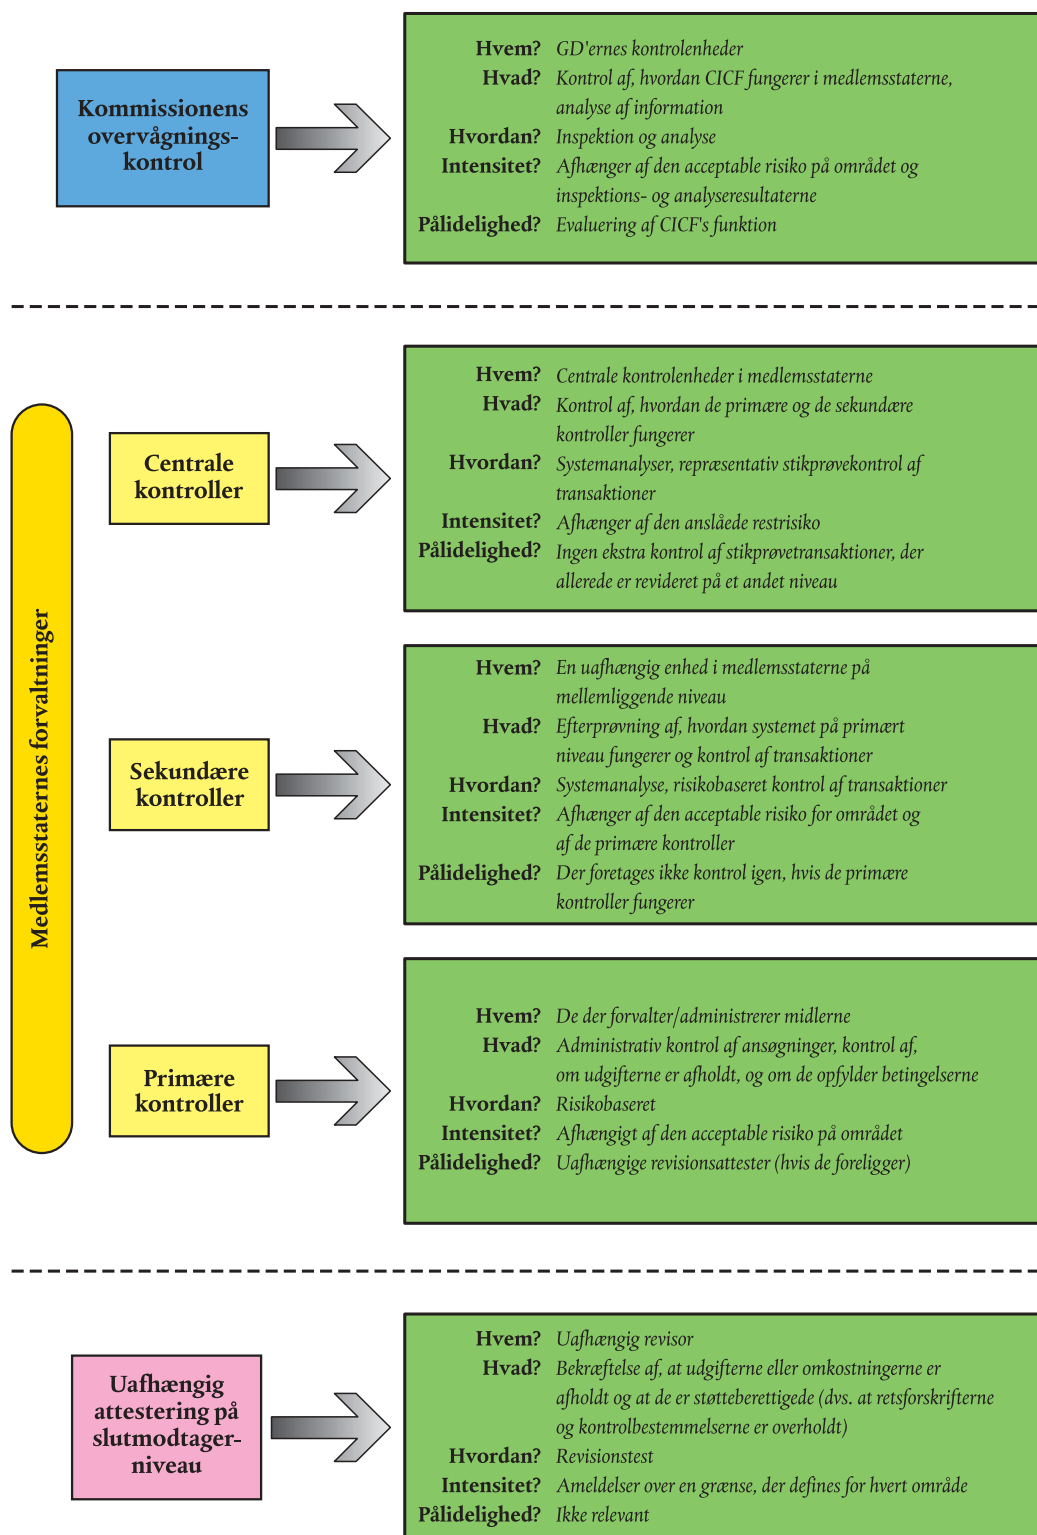 Kommissionens
overvågnings-
kontrol
Hvem? GD'ernes kontrolenheder
Hvad? Kontrol af, hvordan CICF fungerer i medlemsstaterne,
analyse af information
Hvordan? Inspektion og analyse
Intensitet? Afhænger af den acceptable risiko på området og
inspektions- og analyseresultaterne
Pålidelighed? Evaluering af CICF's funktion
Medlemsstaternes forvaltninger
Centrale
kontroller
Hvem? Centrale kontrolenheder i medlemsstaterne
Hvad? Kontrol af, hvordan de primære og de sekundære
kontroller fungerer
Hvordan? Systemanalyser, repræsentativ stikprøvekontrol af
transaktioner
Intensitet? Afhænger af den anslåede restrisiko
Pålidelighed? Ingen ekstra kontrol af stikprøvetransaktioner, der
allerede er revideret på et andet niveau
Sekundære
kontroller
Hvem? En uafhængig enhed i medlemsstaterne på
mellemliggende niveau
Hvad? Efterprøvning af, hvordan systemet på primært
niveau fungerer og kontrol af transaktioner
Hvordan? Systemanalyse, risikobaseret kontrol af transaktioner
Intensitet? Afhænger af den acceptable risiko for området og
af de primære kontroller
Pålidelighed? Der foretages ikke kontrol igen, hvis de primære
kontroller fungerer
Primære
kontroller
Hvem? De der forvalter/administrerer midlerne
Hvad? Administrativ kontrol af ansøgninger, kontrol af,
om udgifterne er afholdt, og om de opfylder betingelserne
Hvordan? Risikobaseret
Intensitet? Afhængigt af den acceptable risiko på området
Pålidelighed? Uafhængige revisionsattester (hvis de foreligger)
Uafhængig
attestering på
slutmodtager-
niveau
Hvem? Uafhængig revisor
Hvad? Bekræftelse af, at udgifterne eller omkostningerne er
afholdt og at de er støtteberettigede (dvs. at retsforskrifterne
og kontrolbestemmelserne er overholdt)
Hvordan? Revisionstest
Intensitet? Ameldelser over en grænse, der defines for hvert område
Pålidelighed? Ikke relevant